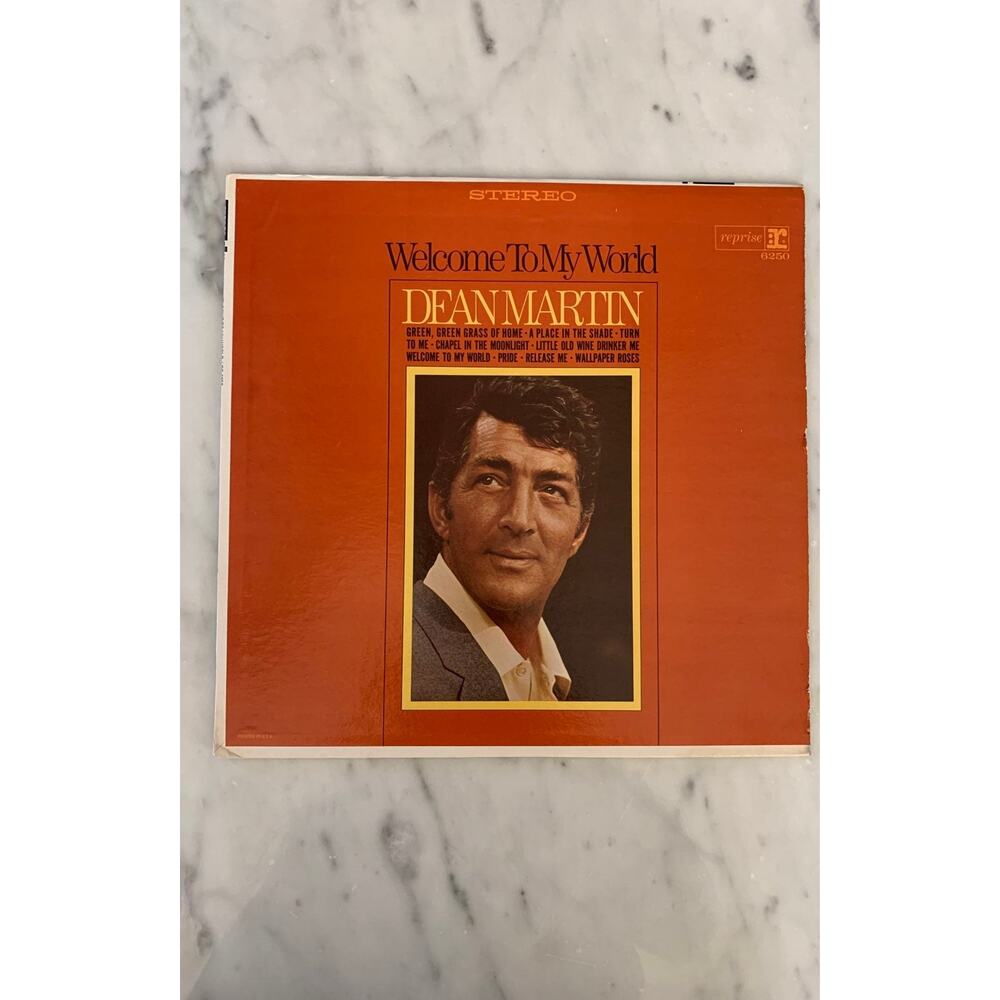 STEREO
reprise
6250
Welcome To My World
DEAN MARTIN
GREEN, GREEN GRASS OF HOME · A PLACE IN THE SHADE · TURN
TO ME · CHAPEL IN THE MOONLIGHT · LITTLE OLD WINE DRINKER ME
WELCOME TO MY WORLD · PRIDE · RELEASE ME · WALLPAPER ROSES